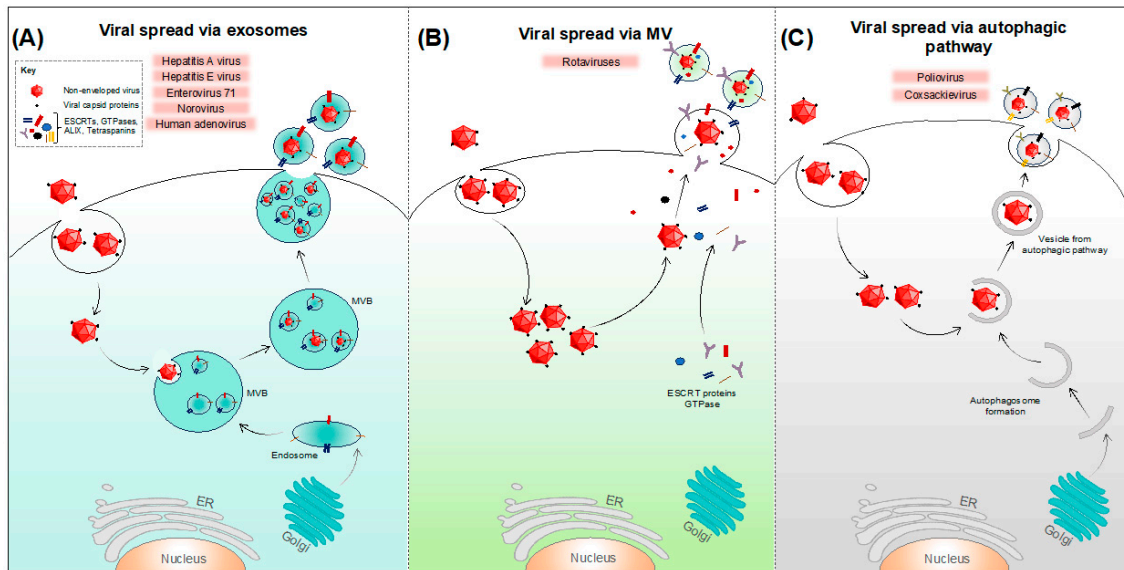 (A)
Viral spread via exosomes
Hepatitis A virus
Hepatitis E virus
Enterovirus 71
Norovirus
Human adenovirus
Key
Non-enveloped virus
Viral capsid proteins
ESCRTs, GTPases,
ALIX, Tetraspanins
MVB
MVB
Endosome
ER
Golgi
Nucleus
(B)
Viral spread via MV
Rotaviruses
ESCRT proteins
GTPase
ER
Golgi
Nucleus
(C)
Viral spread via autophagic
pathway
Poliovirus
Coxsackievirus
Vesicle from
autophagic pathway
Autophagosome
formation
ER
Golgi
Nucleus